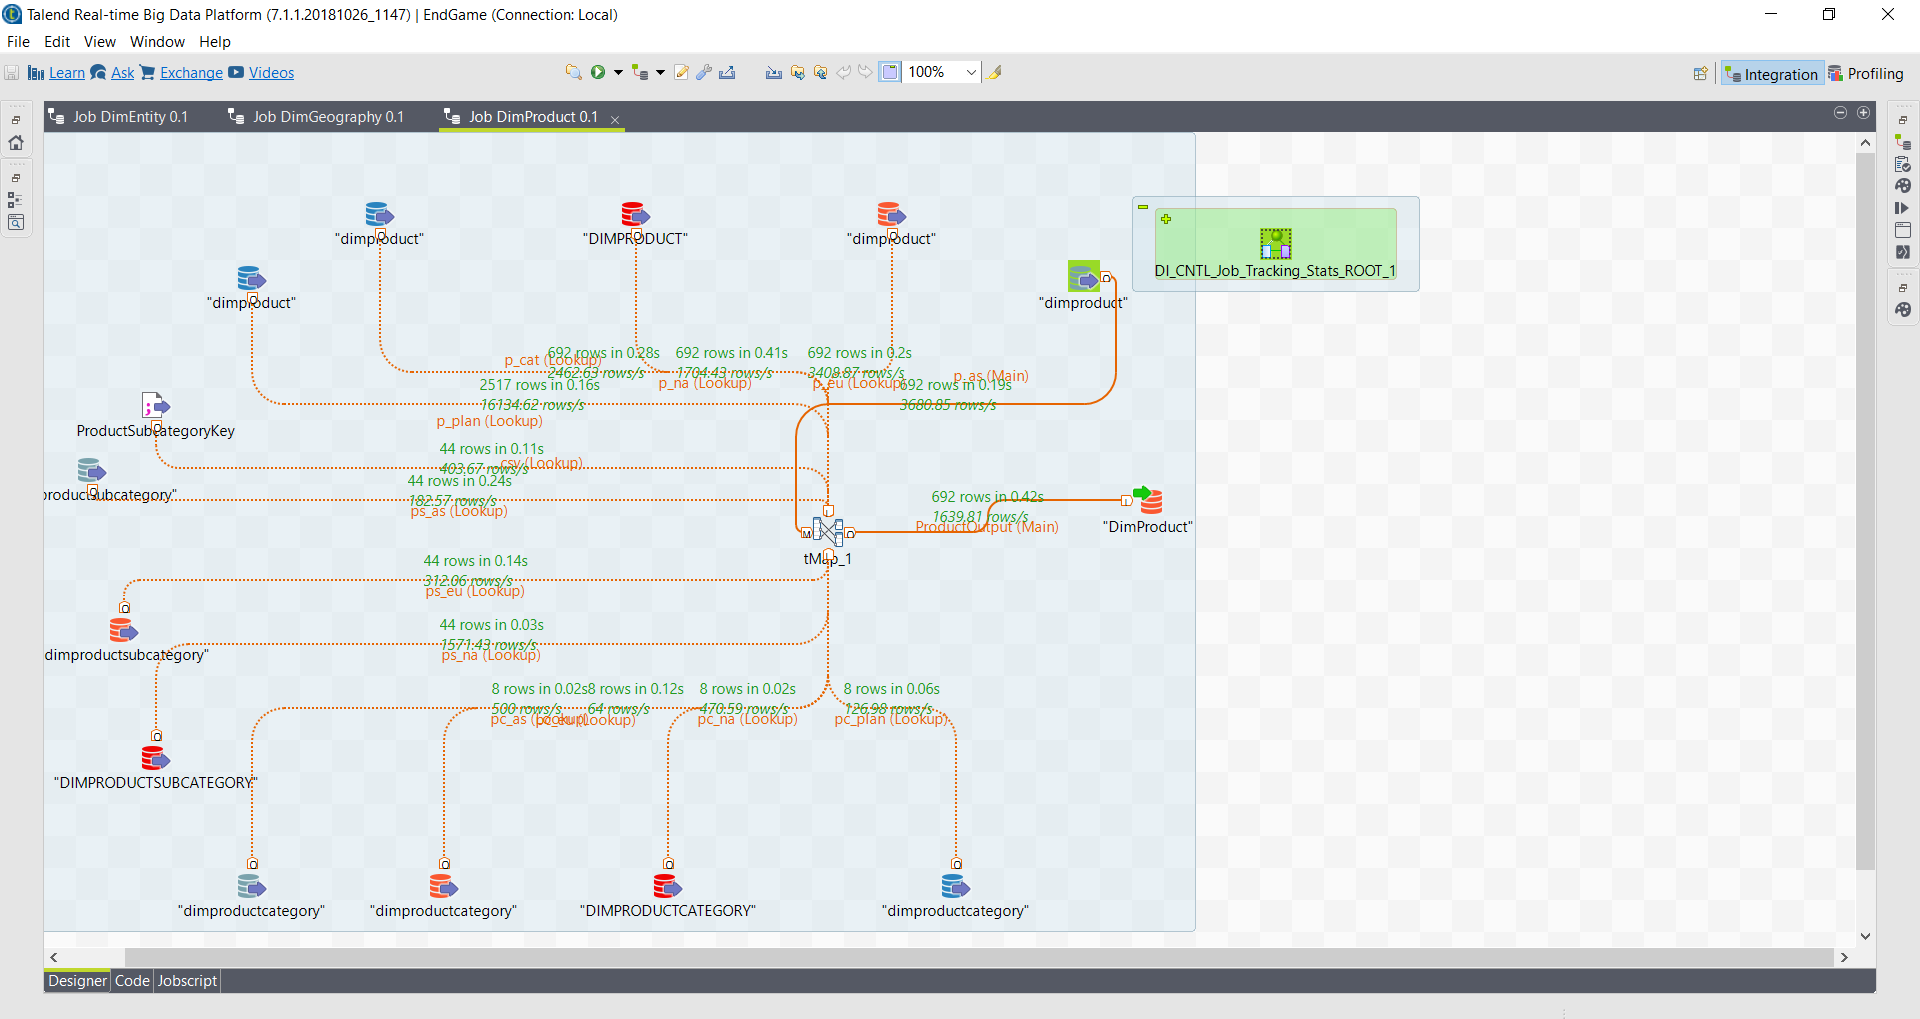 Talend Real-time Big Data Platform (7.1.1.20181026_1147) | EndGame (Connection: Local)
File Edit View Window Help
Learn Ask Exchange Videos
100%
Integration Profiling
Job DimEntity 0.1 Job DimGeography 0.1 Job DimProduct 0.1
"dimproduct" "DIMPRODUCT" "dimproduct"
DI_CNTL_Job_Tracking_Stats_ROOT_1
"dimproduct" "dimproduct"
692 rows in 0.28s 692 rows in 0.41s 692 rows in 0.2s
p_cat (Lookup)
2462.63 rows/s 1704.43 rows/s 3409.87 rows/s
p_as (Main)
p_na (Lookup) p_eu (Lookup)
2517 rows in 0.16s 692 rows in 0.19s
16134.62 rows/s 3680.85 rows/s
p_plan (Lookup)
ProductSubcategoryKey
44 rows in 0.11s
csv (Lookup)
403.67 rows/s
44 rows in 0.24s
productsubcategory"
182.57 rows/s
ps_as (Lookup)
692 rows in 0.42s
1639.81 rows/s
ProductOutput (Main)
"DimProduct"
tMap_1
44 rows in 0.14s
312.06 rows/s
ps_eu (Lookup)
44 rows in 0.03s
1571.43 rows/s
ps_na (Lookup)
dimproductsubcategory"
8 rows in 0.02s 8 rows in 0.12s 8 rows in 0.02s 8 rows in 0.06s
500 rows/s 64 rows/s 470.59 rows/s 126.98 rows/s
pc_as (Lookup) pc_eu (Lookup) pc_na (Lookup) pc_plan (Lookup)
"DIMPRODUCTSUBCATEGORY"
"dimproductcategory" "dimproductcategory" "DIMPRODUCTCATEGORY" "dimproductcategory"
Designer Code Jobscript